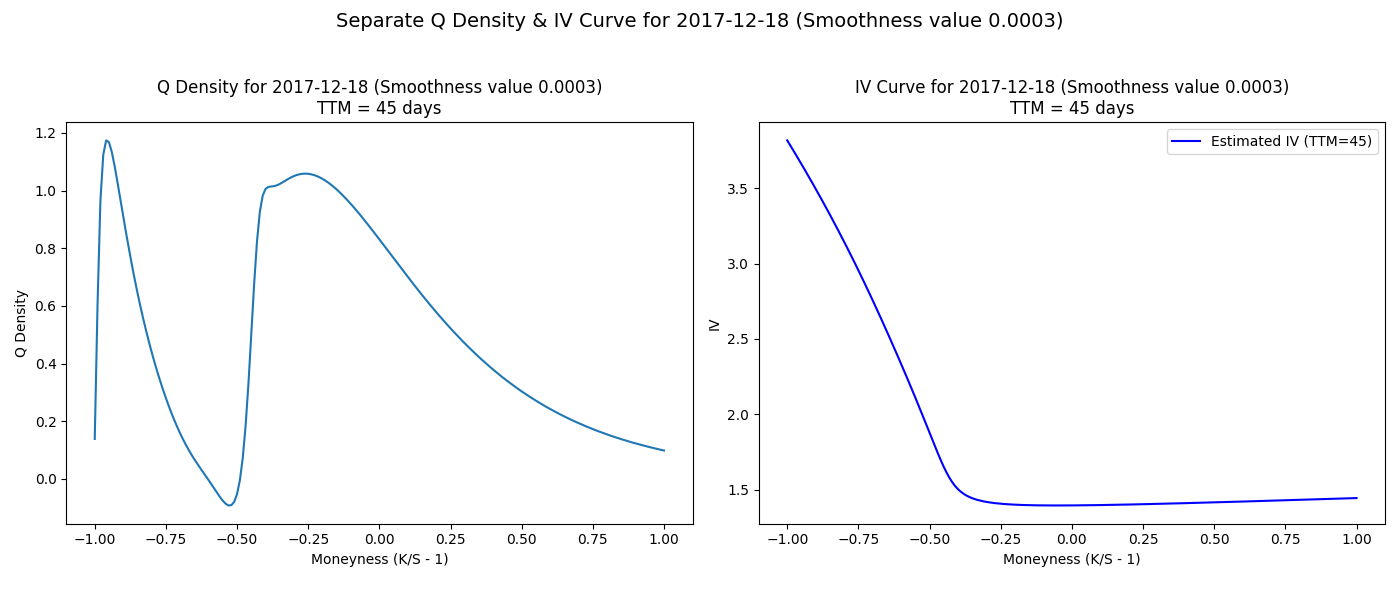 Separate Q Density & IV Curve for 2017-12-18 (Smoothness value 0.0003)
Q Density for 2017-12-18 (Smoothness value 0.0003)
TTM = 45 days
1.2
1.0
0.8
0.6
0.4
0.2
0.0
Q Density
−1.00 −0.75 −0.50 −0.25 0.00 0.25 0.50 0.75 1.00
Moneyness (K/S - 1)
IV Curve for 2017-12-18 (Smoothness value 0.0003)
TTM = 45 days
Estimated IV (TTM=45)
3.5
3.0
2.5
2.0
1.5
IV
−1.00 −0.75 −0.50 −0.25 0.00 0.25 0.50 0.75 1.00
Moneyness (K/S - 1)